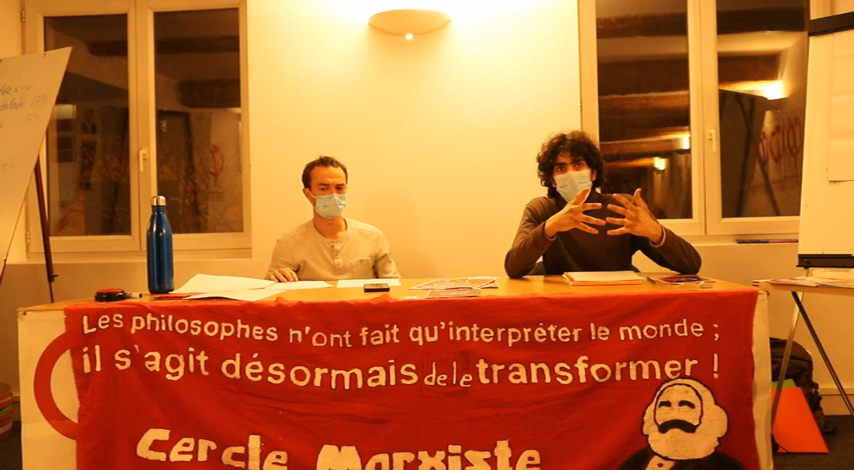 Les philosophes n'ont fait qu'interpréter le monde ;
il s'agit désormais de le transformer !
Cercle Marxiste